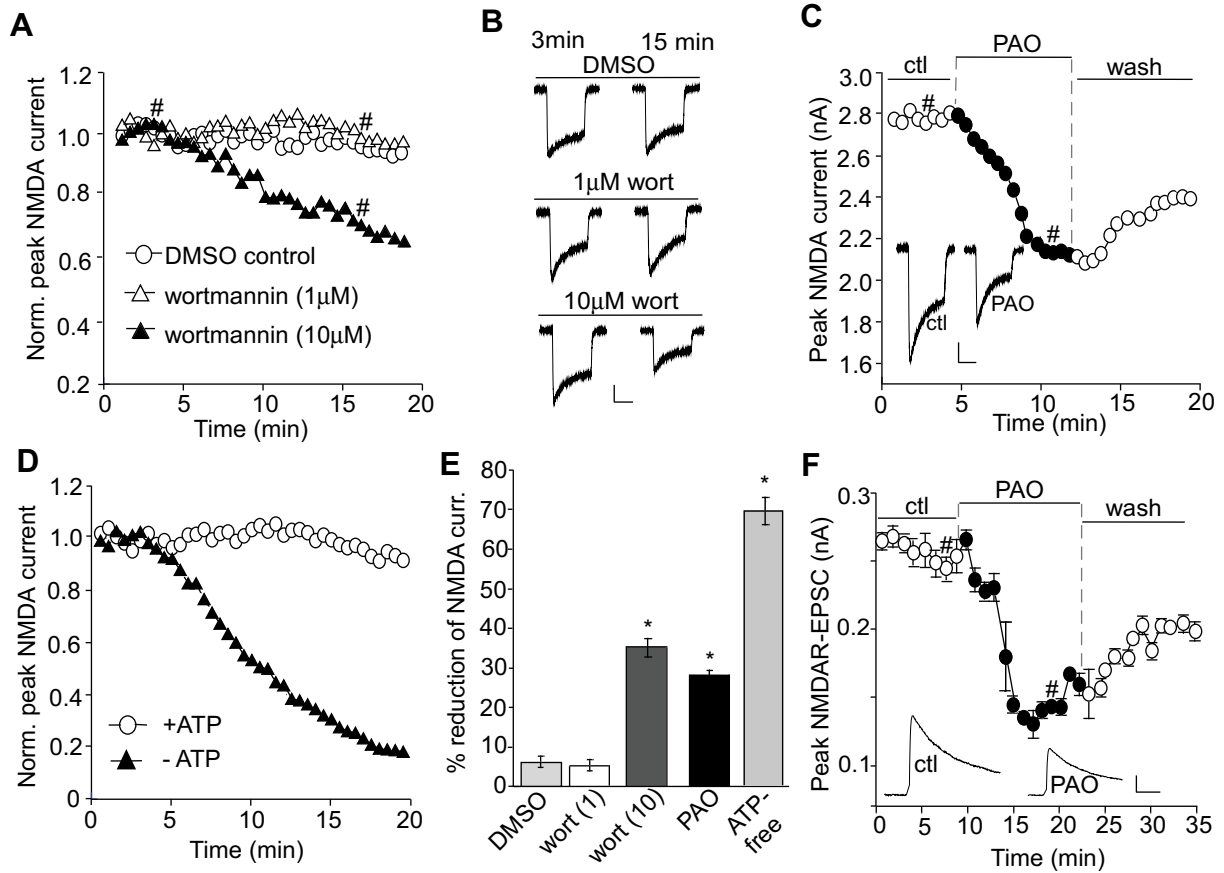 A
Norm. peak NMDA current
1.2
1.0
0.8
0.6
0.4
0.2
#
#
#
DMSO control
wortmannin (1μM)
wortmannin (10μM)
0
5
10
15
20
Time (min)
B
3min
15 min
DMSO
1μM wort
10μM wort
C
PAO
ctl
wash
Peak NMDA current (nA)
3.0
2.8
2.6
2.4
2.2
2.0
1.8
1.6
#
#
ctl
PAO
0
5
10
15
20
Time (min)
D
Norm. peak NMDA current
1.2
1.0
0.8
0.6
0.4
0.2
0
+ATP
- ATP
0
5
10
15
20
Time (min)
E
% reduction of NMDA curr.
80
70
60
50
40
30
20
10
0
*
*
*
DMSO
wort (1)
wort (10)
PAO
ATP-
free
F
PAO
ctl
wash
Peak NMDAR-EPSC (nA)
0.3
0.2
0.1
#
#
ctl
PAO
0
5
10
15
20
25
30
35
Time (min)